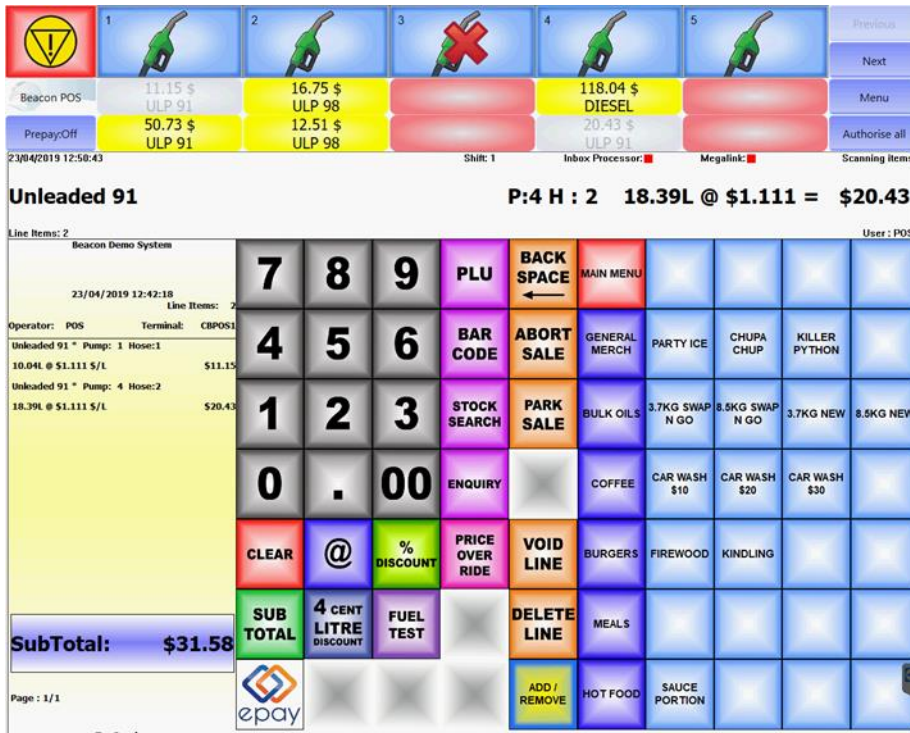 1
2
3
4
5
Previous
Next
Beacon POS
11.15 $
ULP 91
16.75 $
ULP 98
118.04 $
DIESEL
Menu
Prepay:Off
50.73 $
ULP 91
12.51 $
ULP 98
20.43 $
ULP 91
Authorise all
23/04/2019 12:50:43
Shift: 1
Inbox Processor:
Megalink:
Scanning items
Unleaded 91
P:4 H : 2 18.39L @ $1.111 = $20.43
Line Items: 2
User : POS
Beacon Demo System
23/04/2019 12:42:18
Line Items: 2
Operator: POS Terminal: CBPOS1
Unleaded 91 * Pump: 1 Hose:1
10.04L @ $1.111 $/L $11.15
Unleaded 91 * Pump: 4 Hose:2
18.39L @ $1.111 $/L $20.43
SubTotal: $31.58
Page : 1/1
7 8 9
PLU
BACK
SPACE
MAIN MENU
4 5 6
BAR
CODE
ABORT
SALE
GENERAL
MERCH
PARTY ICE
CHUPA
CHUP
KILLER
PYTHON
1 2 3
STOCK
SEARCH
PARK
SALE
BULK OILS
3.7KG SWAP
N GO
8.5KG SWAP
N GO
3.7KG NEW
8.5KG NEW
0 . 00
ENQUIRY
COFFEE
CAR WASH
$10
CAR WASH
$20
CAR WASH
$30
CLEAR
@
%
DISCOUNT
PRICE
OVER
RIDE
VOID
LINE
BURGERS
FIREWOOD
KINDLING
SUB
TOTAL
4 CENT
LITRE
DISCOUNT
FUEL
TEST
DELETE
LINE
MEALS
epay
ADD /
REMOVE
HOT FOOD
SAUCE
PORTION